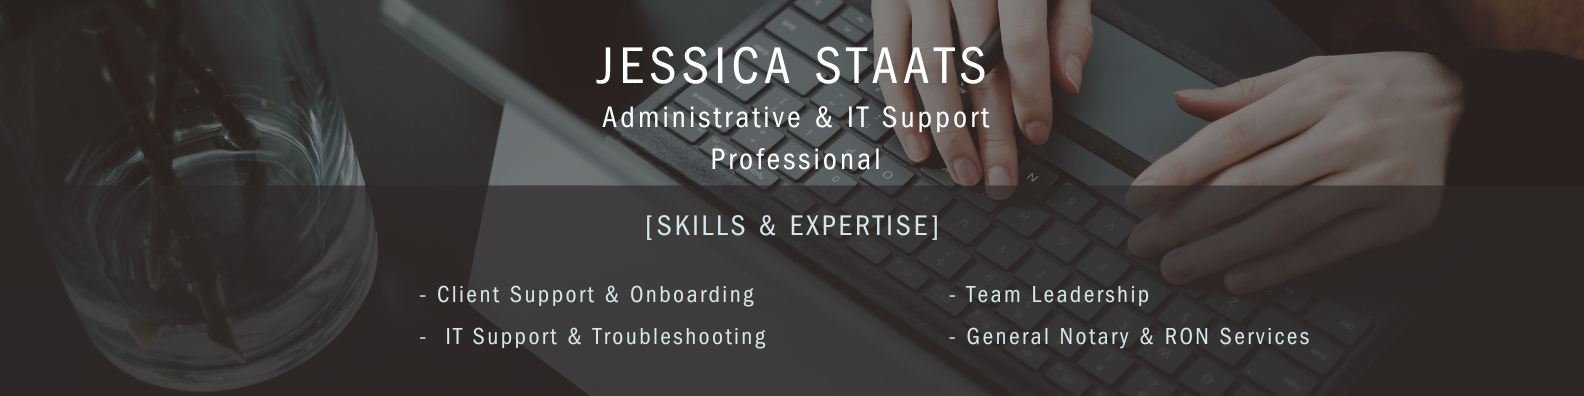 JESSICA STAATS
Administrative & IT Support
Professional
[SKILLS & EXPERTISE]
- Client Support & Onboarding
- IT Support & Troubleshooting
- Team Leadership
- General Notary & RON Services